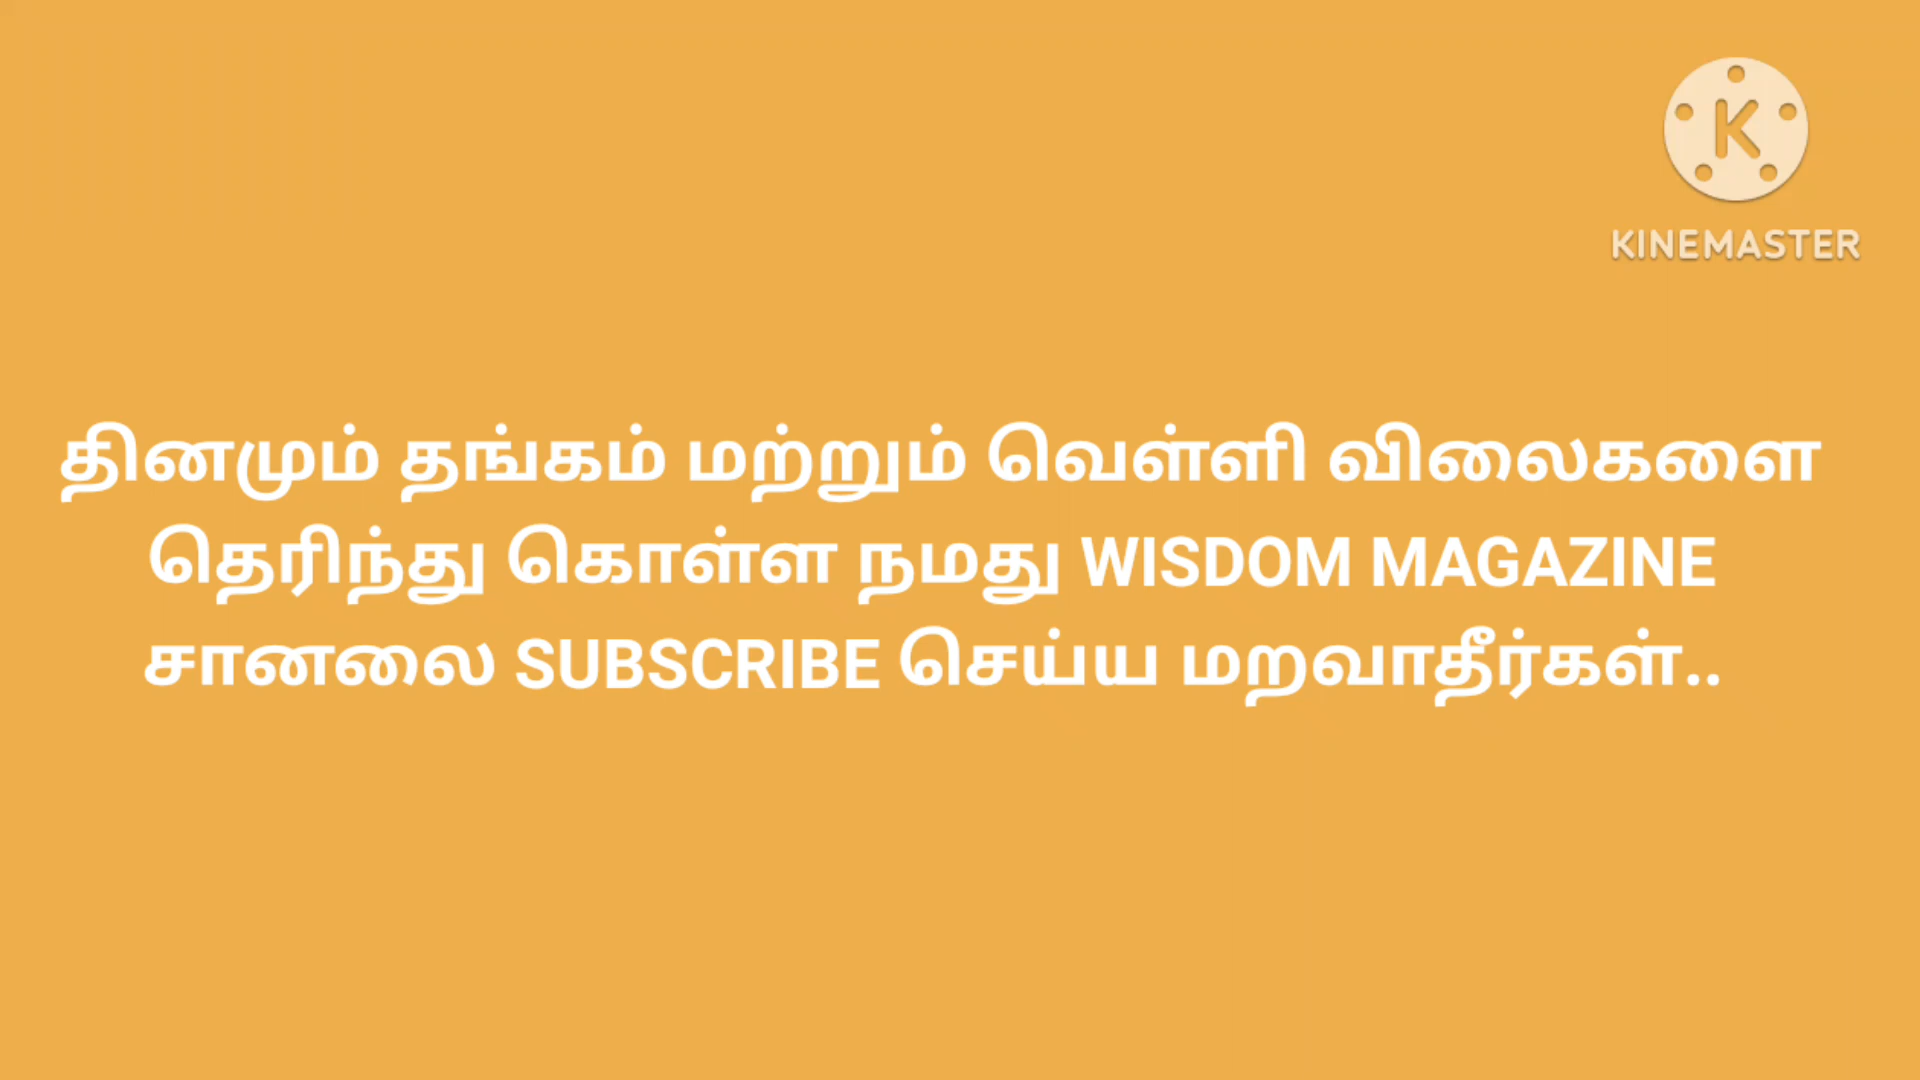 KINEMASTER
தினமும் தங்கம் மற்றும் வெள்ளி விலைகளை
தெரிந்து கொள்ள நமது WISDOM MAGAZINE
சானலை SUBSCRIBE செய்ய மறவாதீர்கள்..